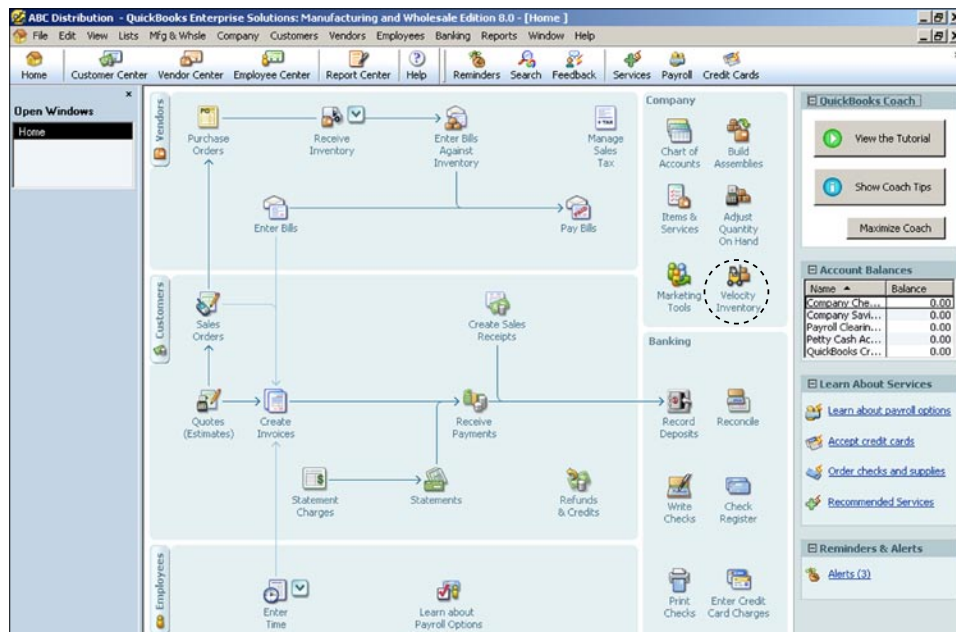 ABC Distribution - QuickBooks Enterprise Solutions: Manufacturing and Wholesale Edition 8.0 - [Home ]
File Edit View Lists Mfg & Whsle Company Customers Vendors Employees Banking Reports Window Help
Home Customer Center Vendor Center Employee Center Report Center Help Reminders Search Feedback Services Payroll Credit Cards
Open Windows
Home
Vendors
Purchase
Orders
Receive
Inventory
Enter Bills
Against
Inventory
Manage
Sales
Tax
Enter Bills
Pay Bills
Customers
Sales
Orders
Create Sales
Receipts
Quotes
(Estimates)
Create
Invoices
Receive
Payments
Statement
Charges
Statements
Refunds
& Credits
Employees
Enter
Time
Learn about
Payroll Options
Company
Chart of
Accounts
Build
Assemblies
Items &
Services
Adjust
Quantity
On Hand
Marketing
Tools
Velocity
Inventory
Banking
Record
Deposits
Reconcile
Write
Checks
Check
Register
Print
Checks
Enter Credit
Card Charges
QuickBooks Coach
View the Tutorial
Show Coach Tips
Maximize Coach
Account Balances
Name Balance
Company Che... 0.00
Company Savi... 0.00
Payroll Clearin... 0.00
Petty Cash Ac... 0.00
QuickBooks Cr... 0.00
Learn About Services
Learn about payroll options
Accept credit cards
Order checks and supplies
Recommended Services
Reminders & Alerts
Alerts (3)